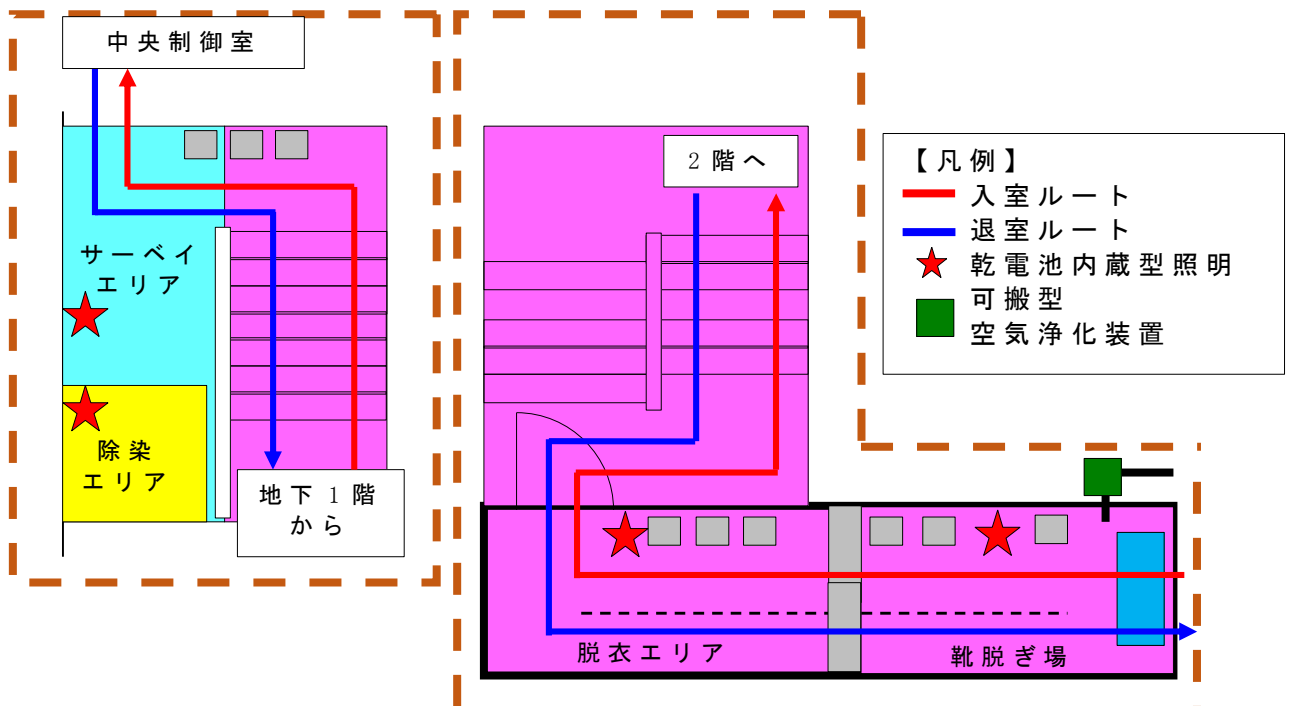 中央制御室
サーベイ
エリア
除染
エリア
地下1階
から
2階へ
脱衣エリア
靴脱ぎ場
【凡例】
入室ルート
退室ルート
乾電池内蔵型照明
可搬型
空気浄化装置